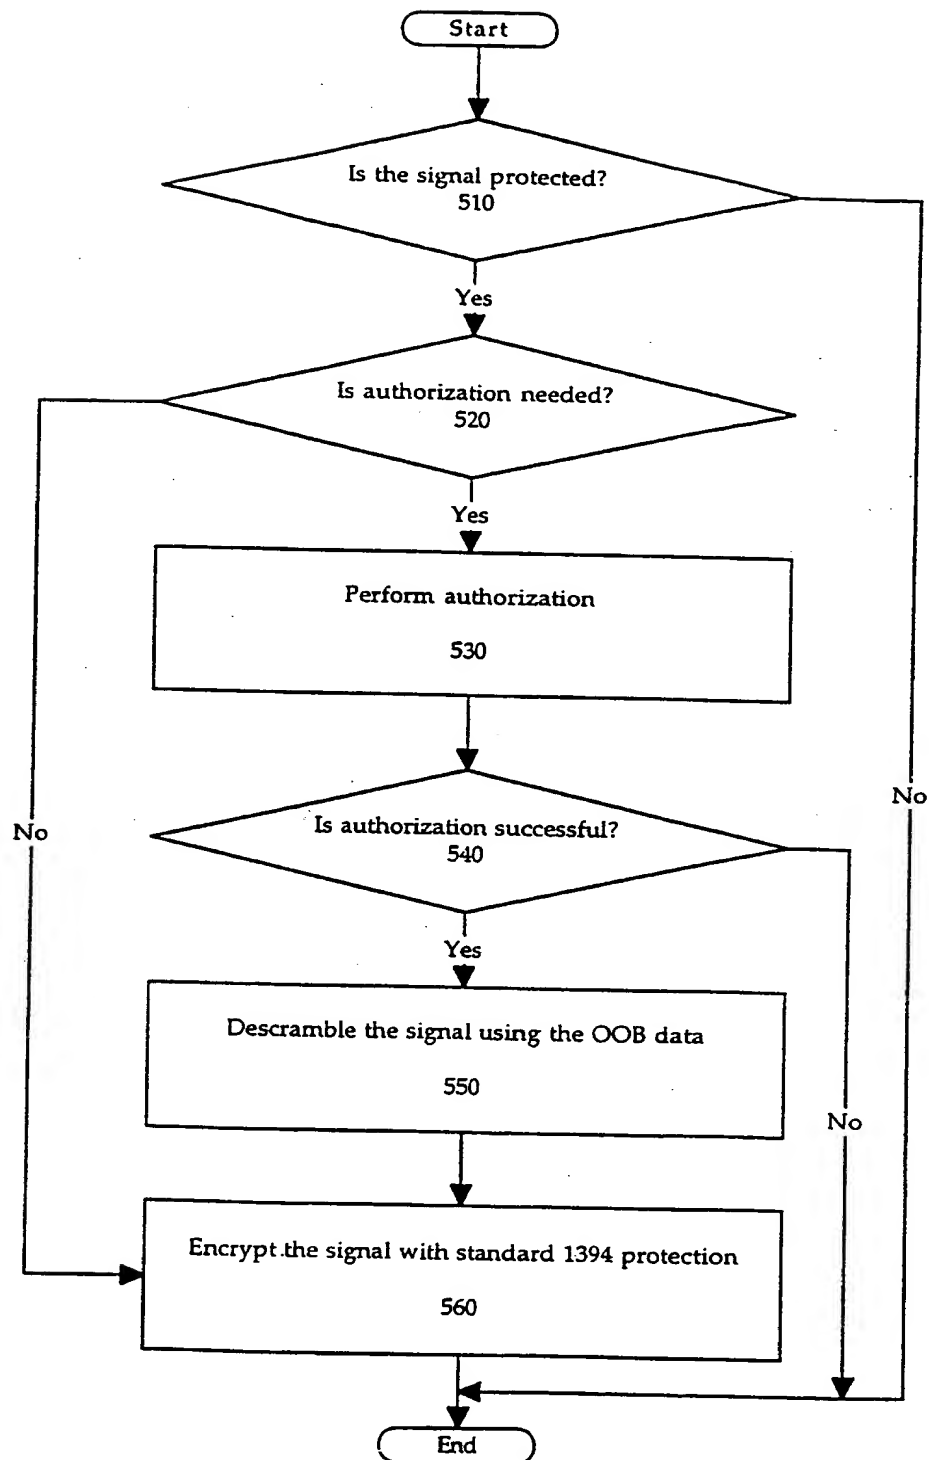 Start
Is the signal protected?
510
Yes
Is authorization needed?
520
Yes
Perform authorization
530
No
No
Is authorization successful?
540
Yes
Descramble the signal using the OOB data
550
No
Encrypt the signal with standard 1394 protection
560
End